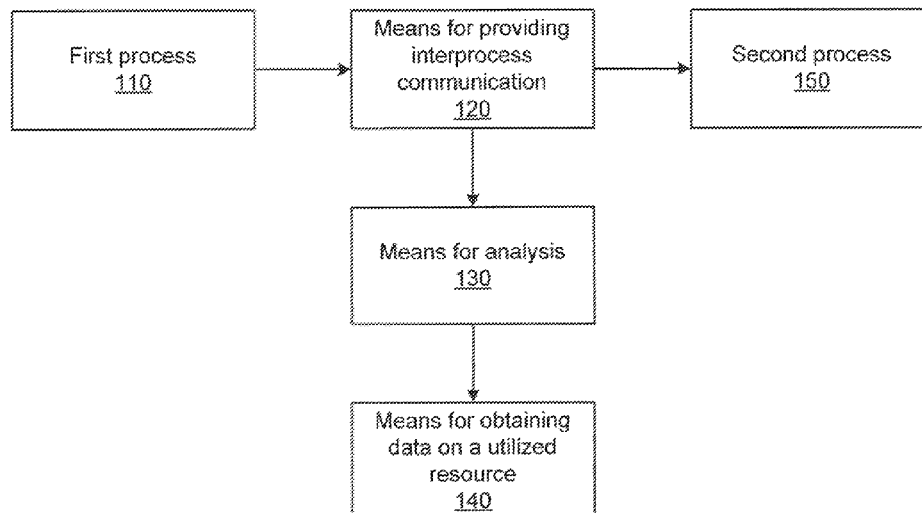 First process
110
Means for providing
interprocess
communication
120
Second process
150
Means for analysis
130
Means for obtaining
data on a utilized
resource
140